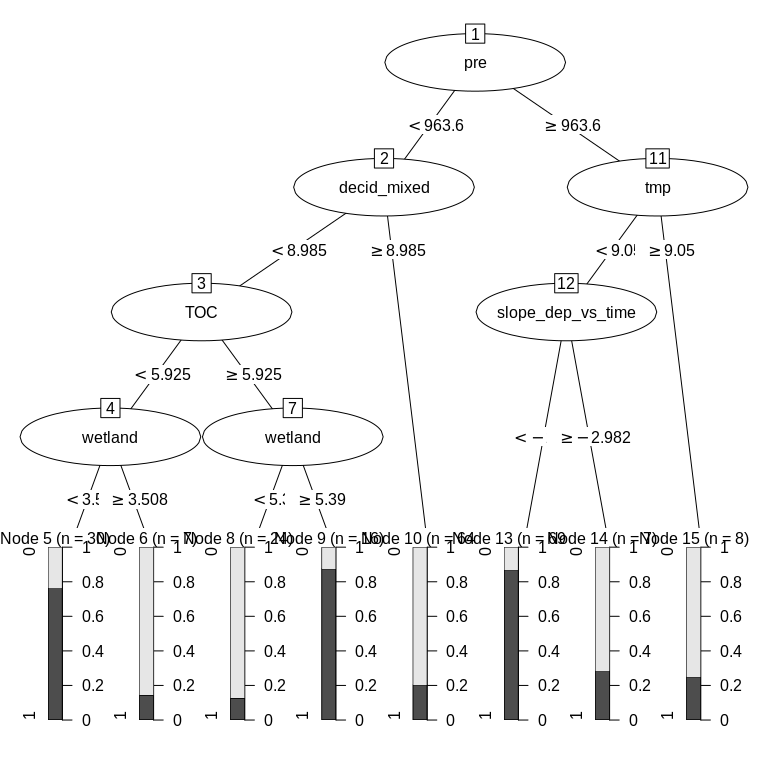 1
pre
< 963.6
≥ 963.6
2
decid_mixed
11
tmp
< 8.985
≥ 8.985
≥ 9.05
3
TOC
12
slope_dep_vs_time
< 5.925
≥ 5.925
4
wetland
7
wetland
≥ −2.982
≥ 3.508
≥ 5.39
Node 5 (n = 30)
Node 6 (n = 7)
Node 8 (n = 24)
Node 9 (n = 16)
Node 10 (n = 64)
Node 13 (n = 69)
Node 14 (n = 7)
Node 15 (n = 8)
0 1
0 1
0 1
0 1
0 1
0 1
0 1
0 1
0.8 0.8 0.8 0.8 0.8 0.8 0.8 0.8
0.6 0.6 0.6 0.6 0.6 0.6 0.6 0.6
0.4 0.4 0.4 0.4 0.4 0.4 0.4 0.4
0.2 0.2 0.2 0.2 0.2 0.2 0.2 0.2
1 0
1 0
1 0
1 0
1 0
1 0
1 0
1 0